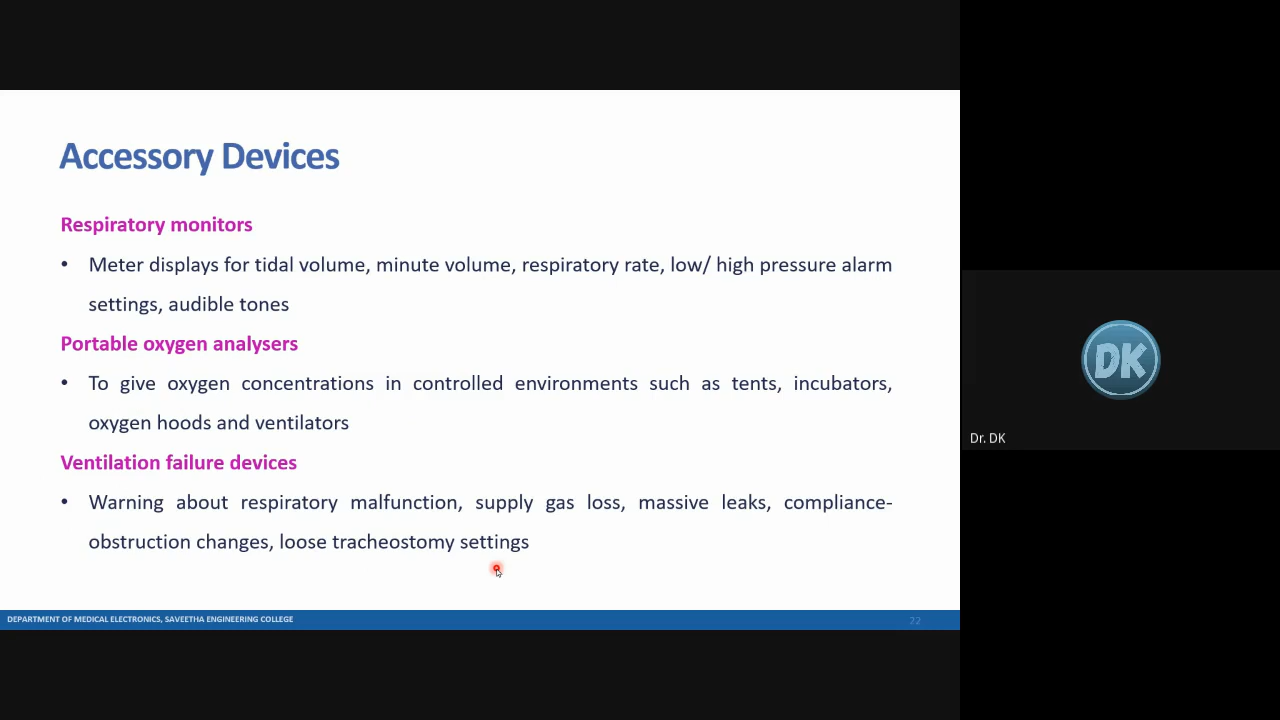 Accessory Devices
Respiratory monitors
• Meter displays for tidal volume, minute volume, respiratory rate, low/ high pressure alarm
settings, audible tones
Portable oxygen analysers
• To give oxygen concentrations in controlled environments such as tents, incubators,
oxygen hoods and ventilators
Ventilation failure devices
• Warning about respiratory malfunction, supply gas loss, massive leaks, compliance-
obstruction changes, loose tracheostomy settings
DEPARTMENT OF MEDICAL ELECTRONICS, SAVEETHA ENGINEERING COLLEGE
22
DK
Dr. DK